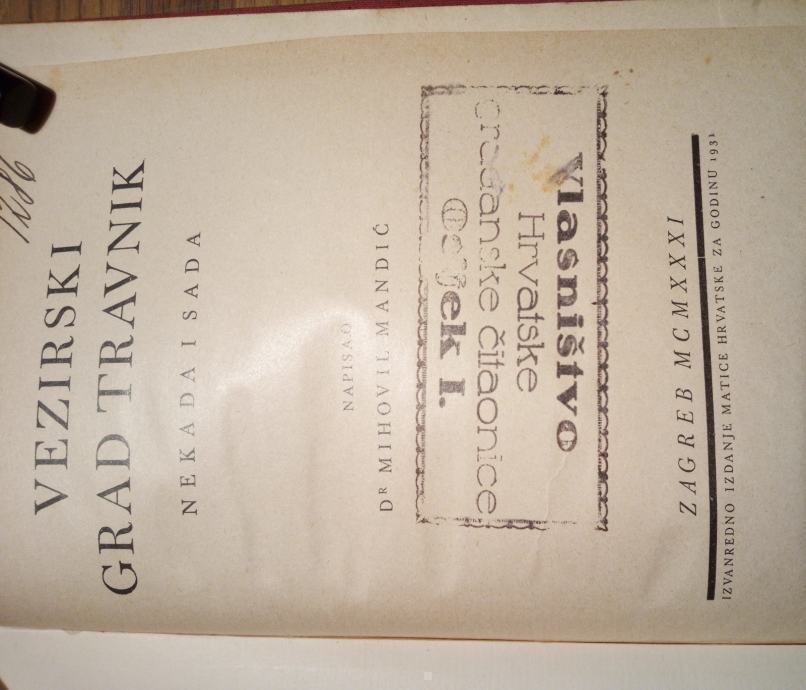 VEZIRSKI
GRAD TRAVNIK
NEKADA I SADA
NAPISAO
DR MIHOVIL MANDIĆ
Vlasništvo
Hrvatske
građanske čitaonice
Osijek I.
ZAGREB MCMXXXI
IZVANREDNO IZDANJE MATICE HRVATSKE ZA GODINU 1931